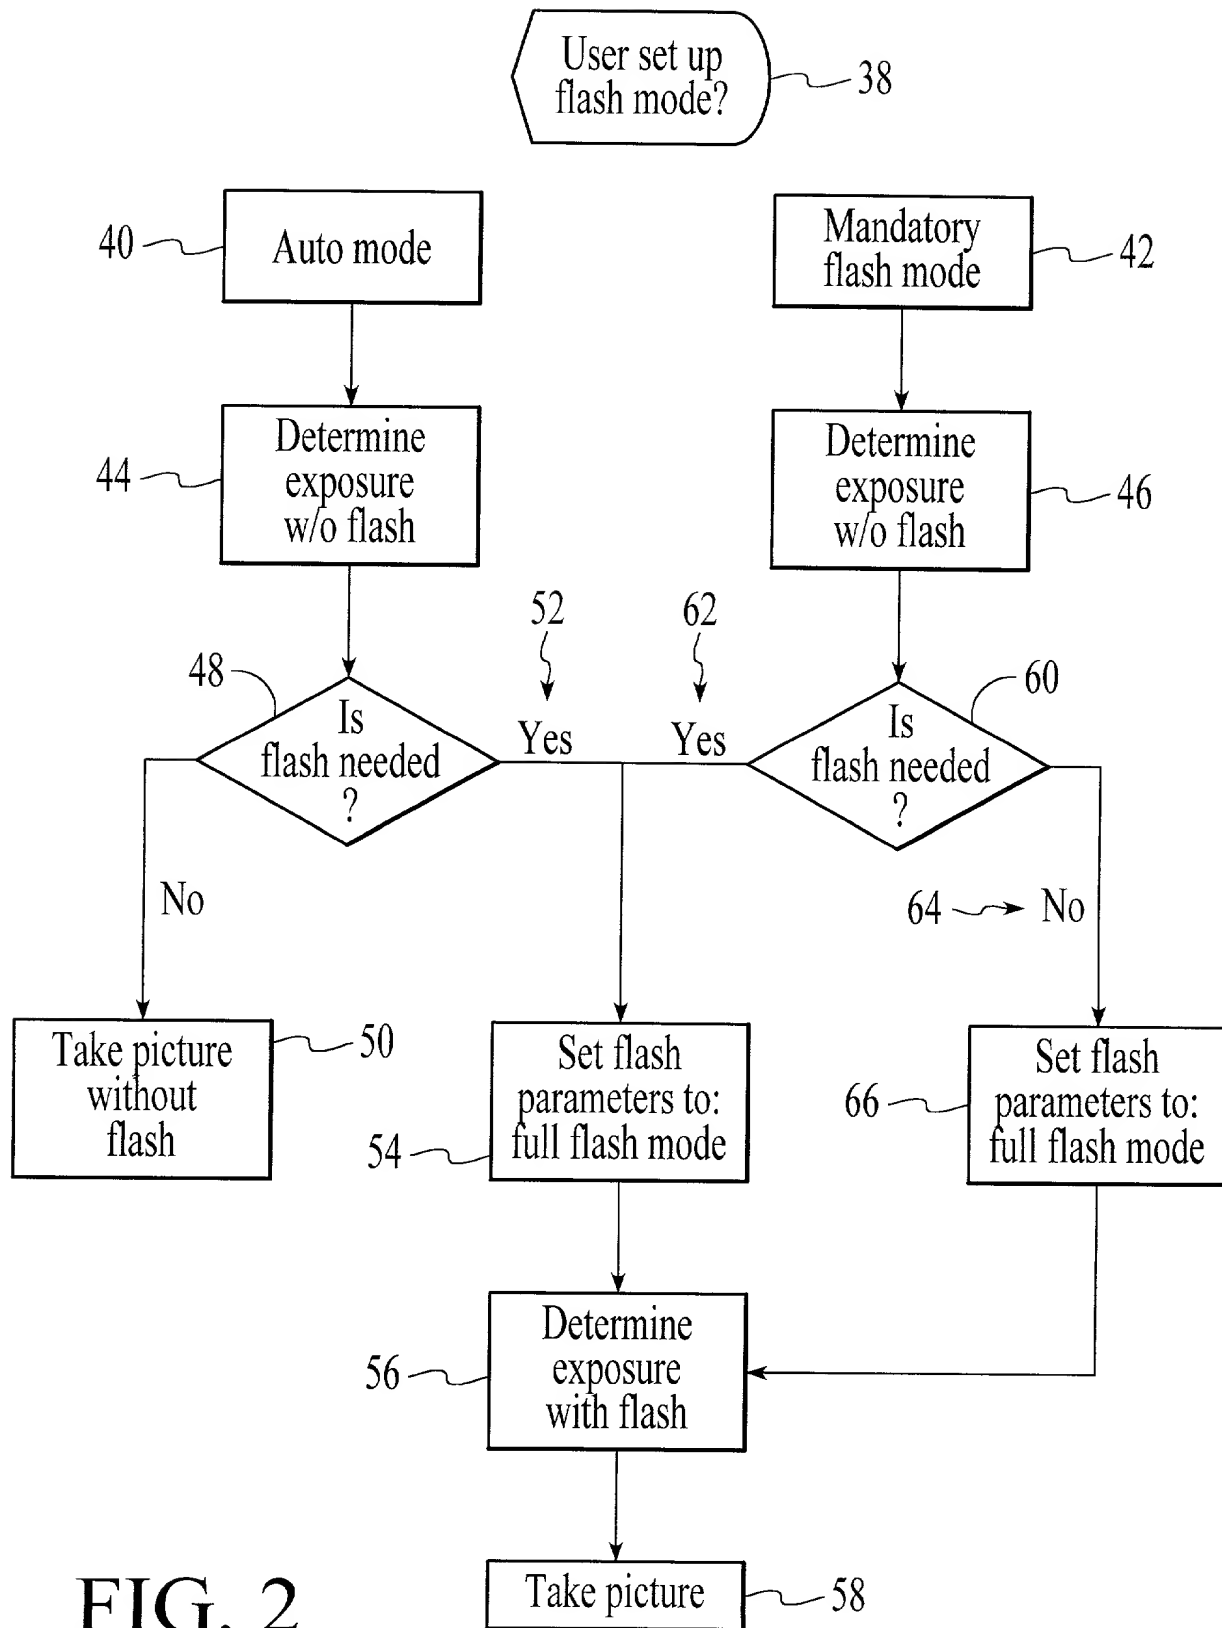 User set up
flash mode?
38
40
Auto mode
Mandatory
flash mode
42
44
Determine
exposure
w/o flash
Determine
exposure
w/o flash
46
52
62
48
Is
flash needed
?
Yes
Yes
60
Is
flash needed
?
No
64
No
Take picture
without
flash
50
Set flash
parameters to:
full flash mode
54
66
Set flash
parameters to:
full flash mode
56
Determine
exposure
with flash
Take picture
58
FIG. 2